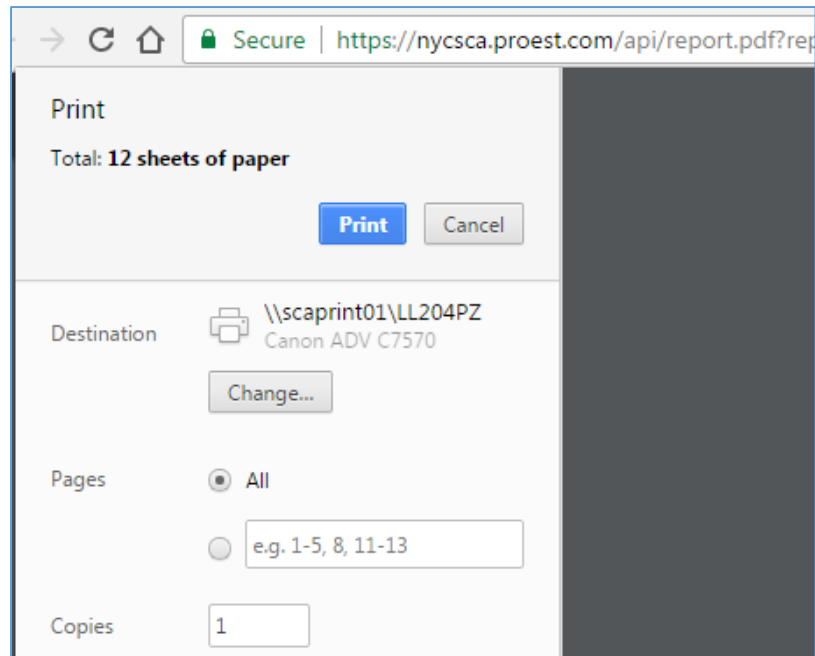 Secure | https://nycsca.proest.com/api/report.pdf?rep
Print
Total: 12 sheets of paper
Print Cancel
Destination \\scaprint01\LL204PZ
Canon ADV C7570
Change...
Pages All
e.g. 1-5, 8, 11-13
Copies 1